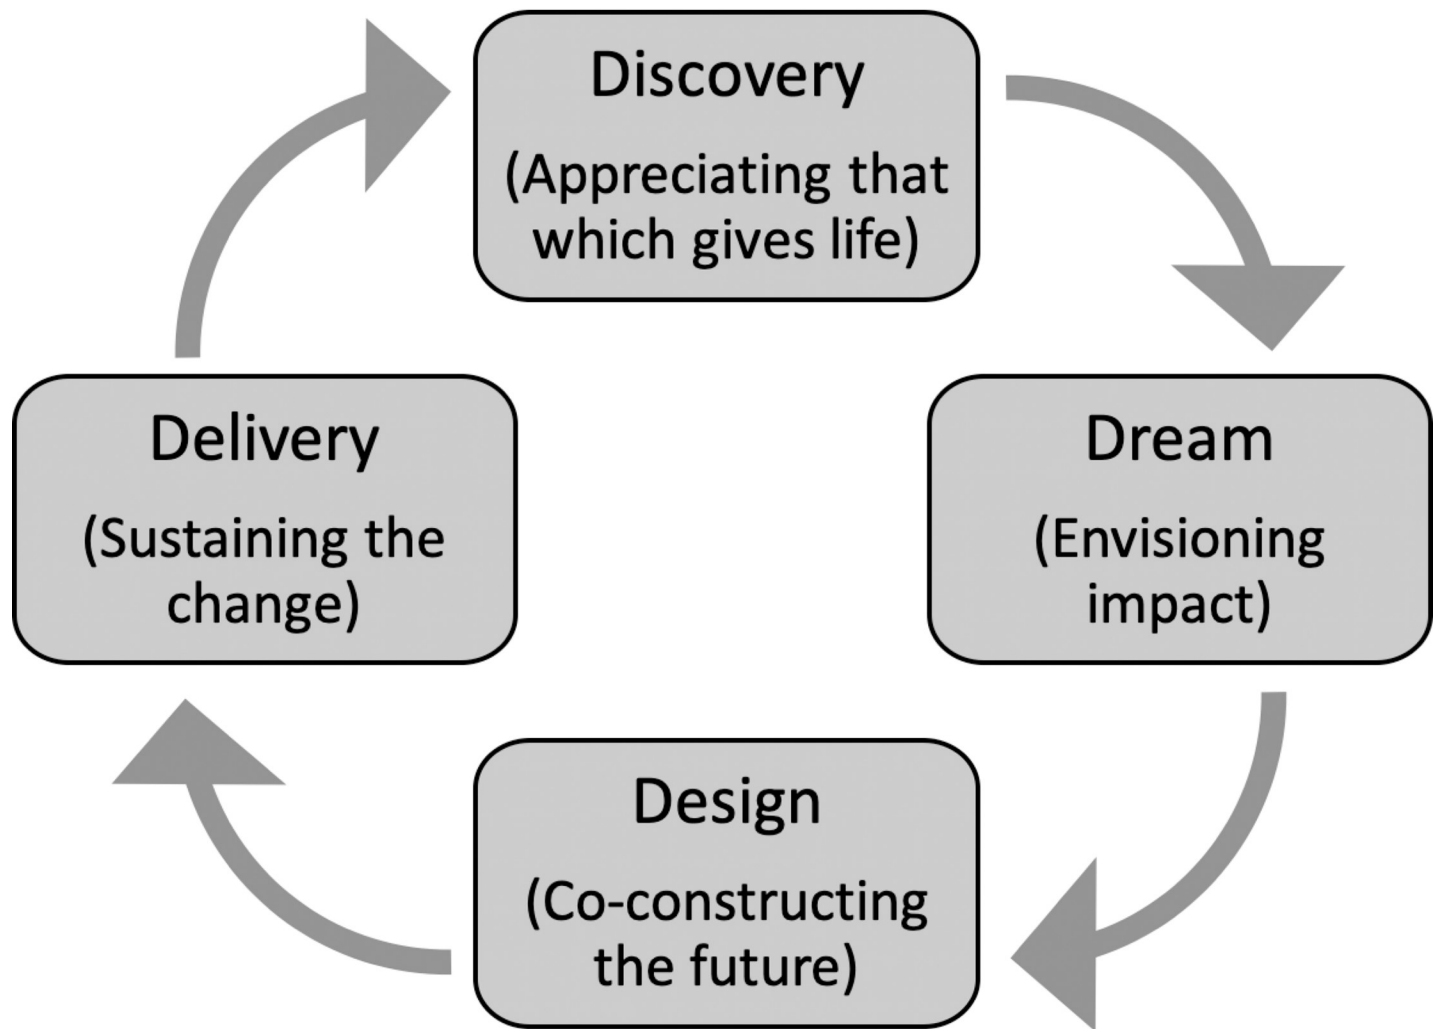 Discovery
(Appreciating that
which gives life)
Dream
(Envisioning
impact)
Design
(Co-constructing
the future)
Delivery
(Sustaining the
change)